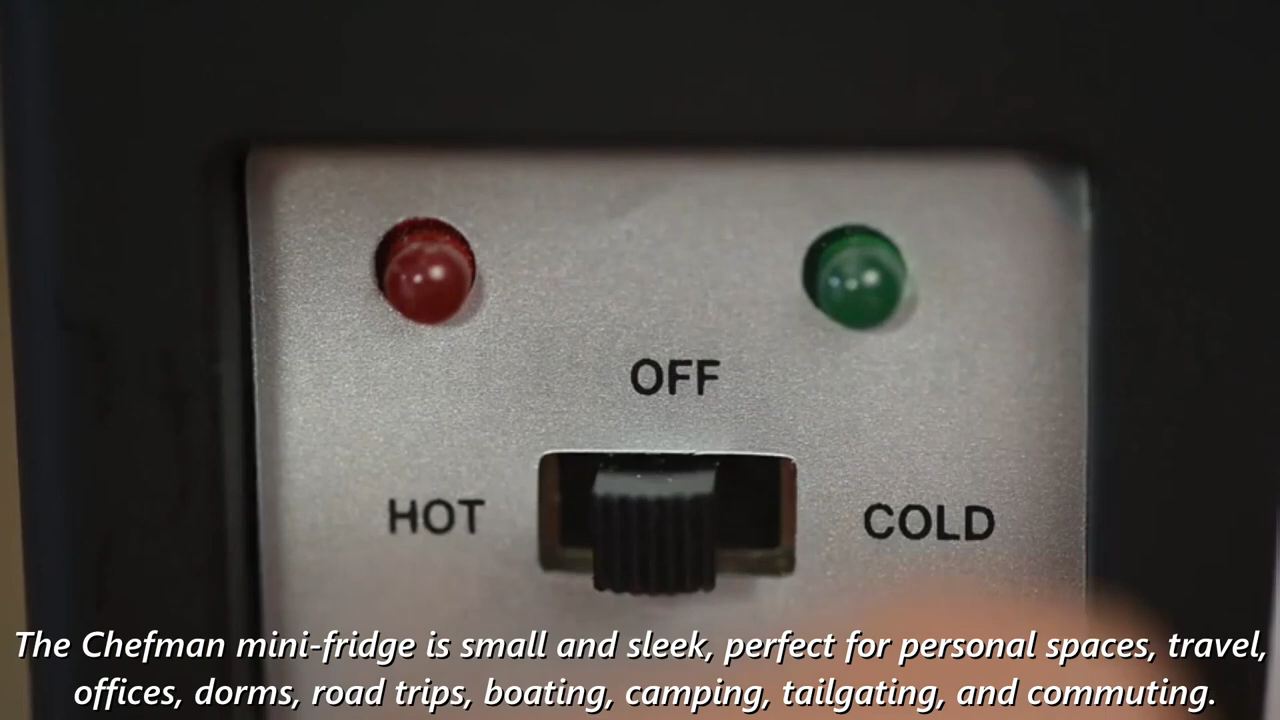 OFF
HOT
COLD
The Chefman mini-fridge is small and sleek, perfect for personal spaces, travel,
offices, dorms, road trips, boating, camping, tailgating, and commuting.